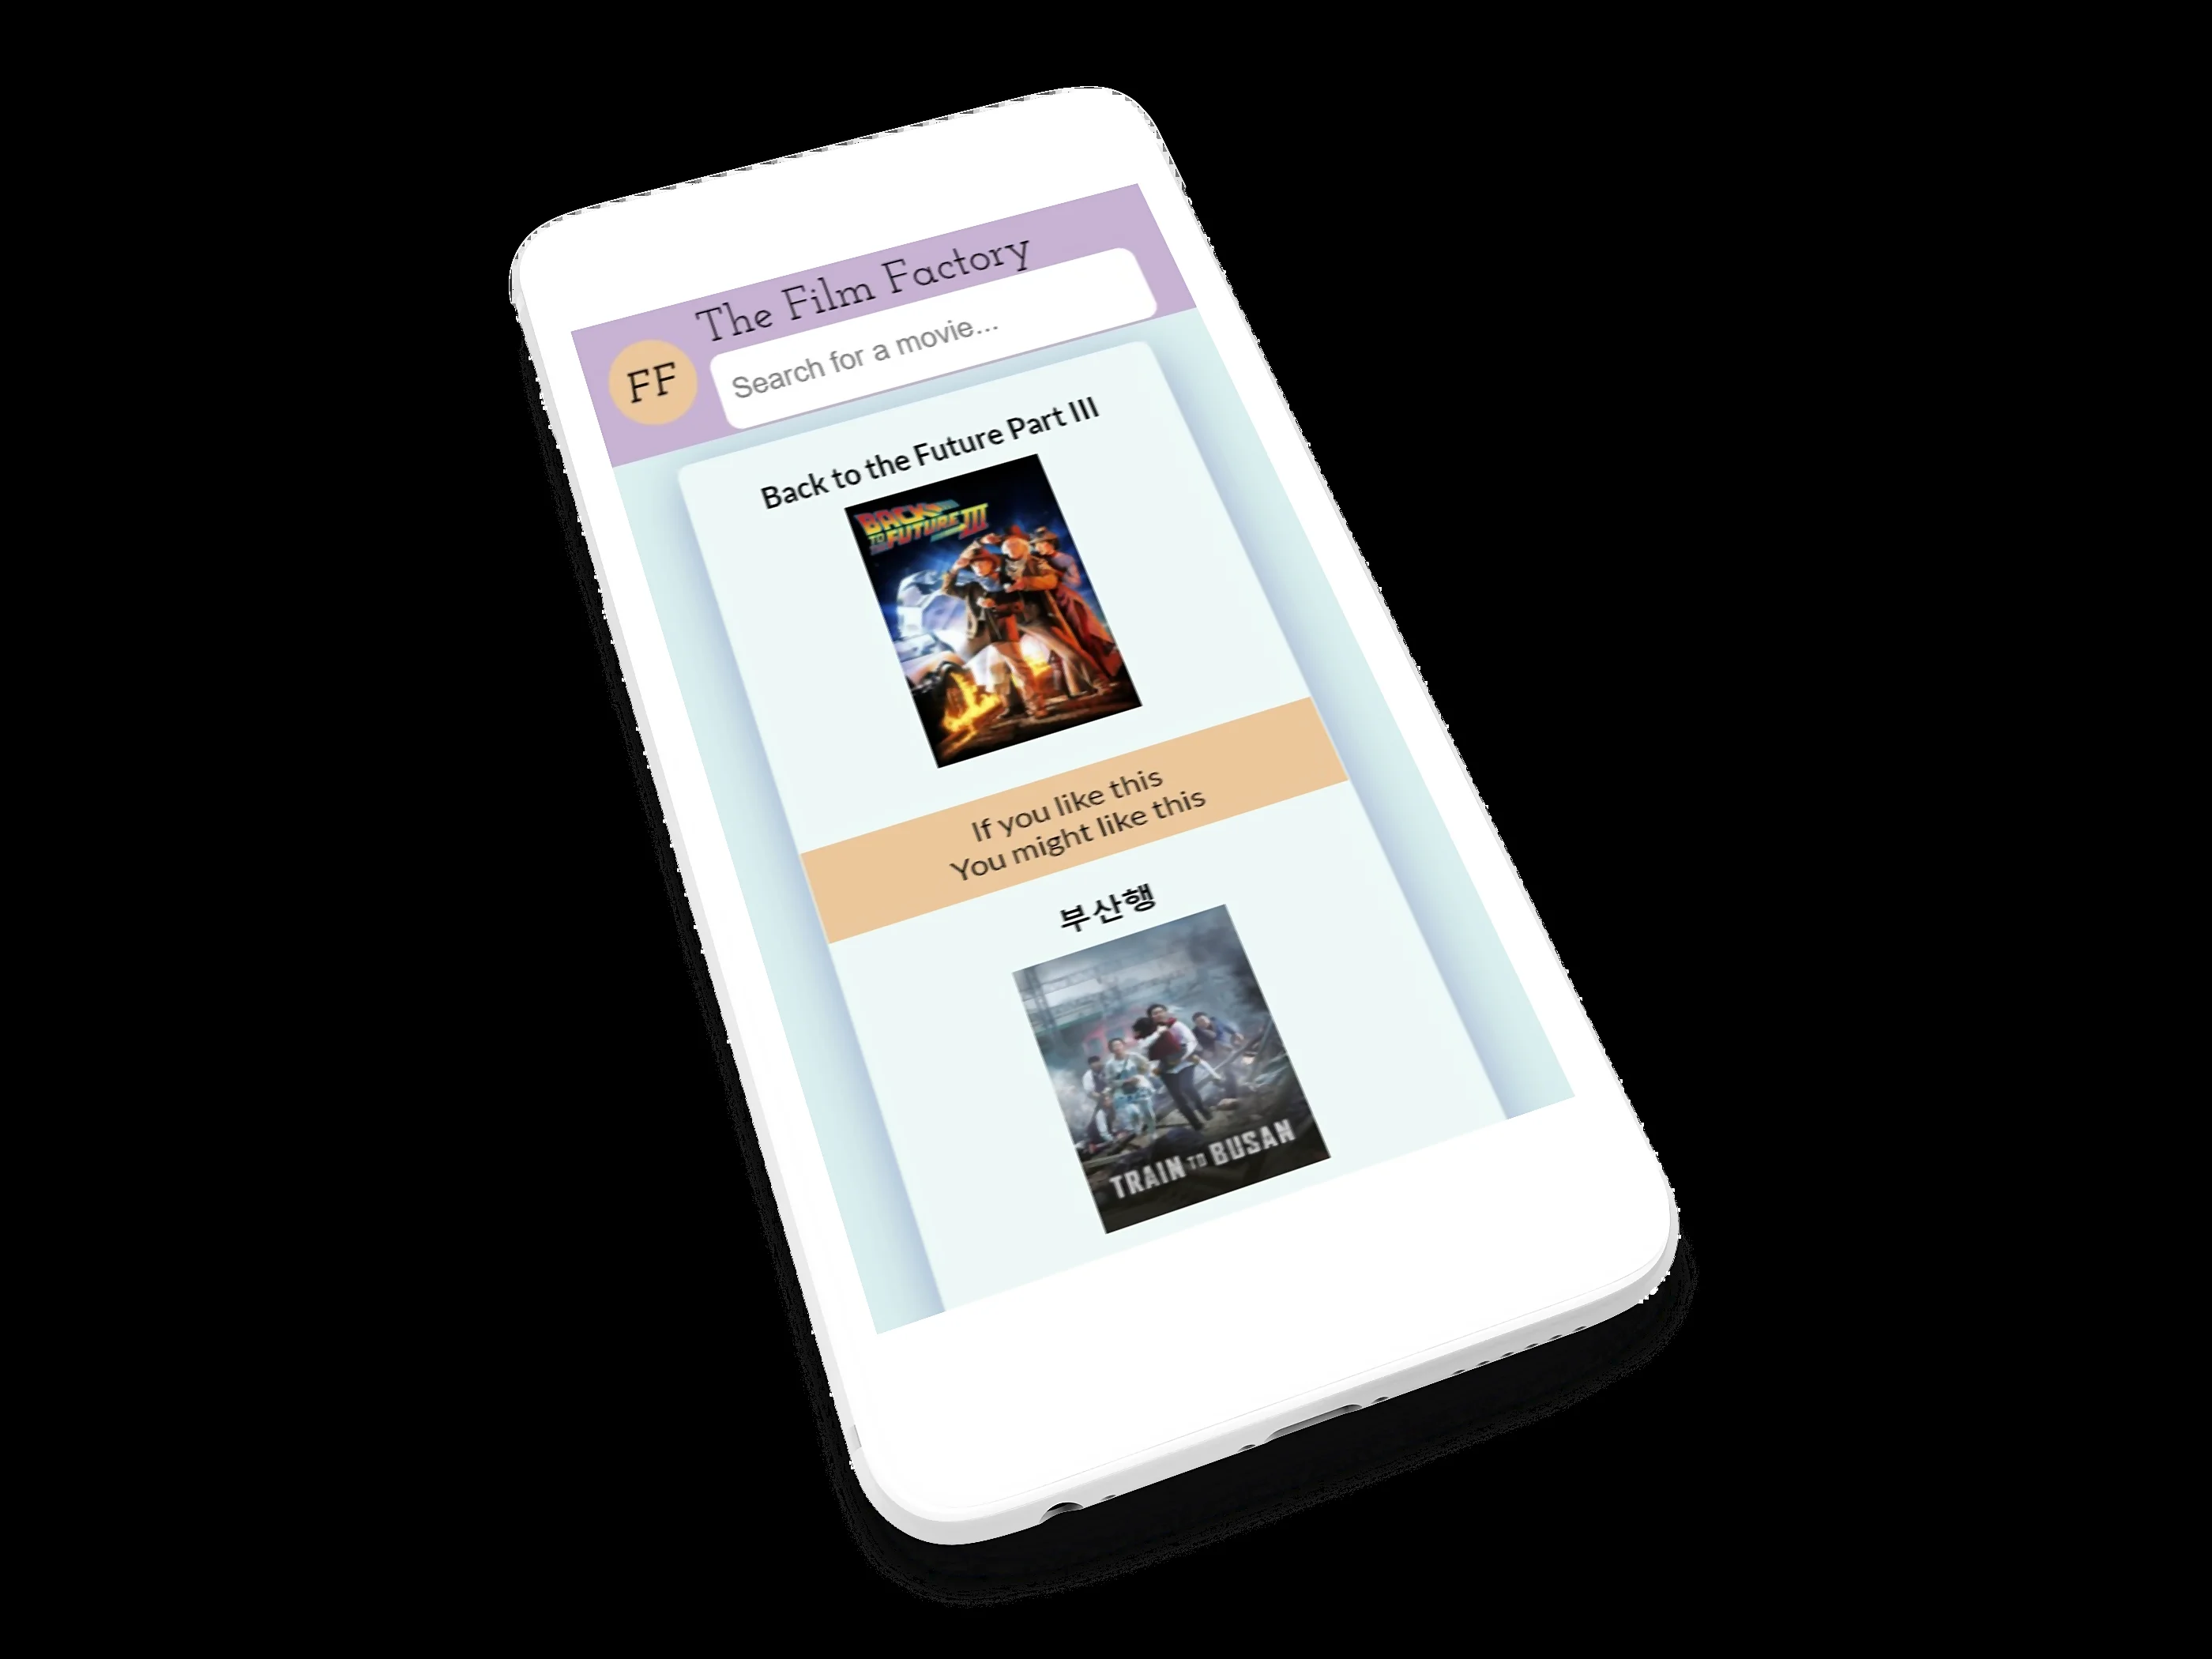 The Film Factory
FF
Search for a movie...
Back to the Future Part III
BACK
TO
FUTURE III
If you like this
You might like this
부산행
TRAIN TO BUSAN